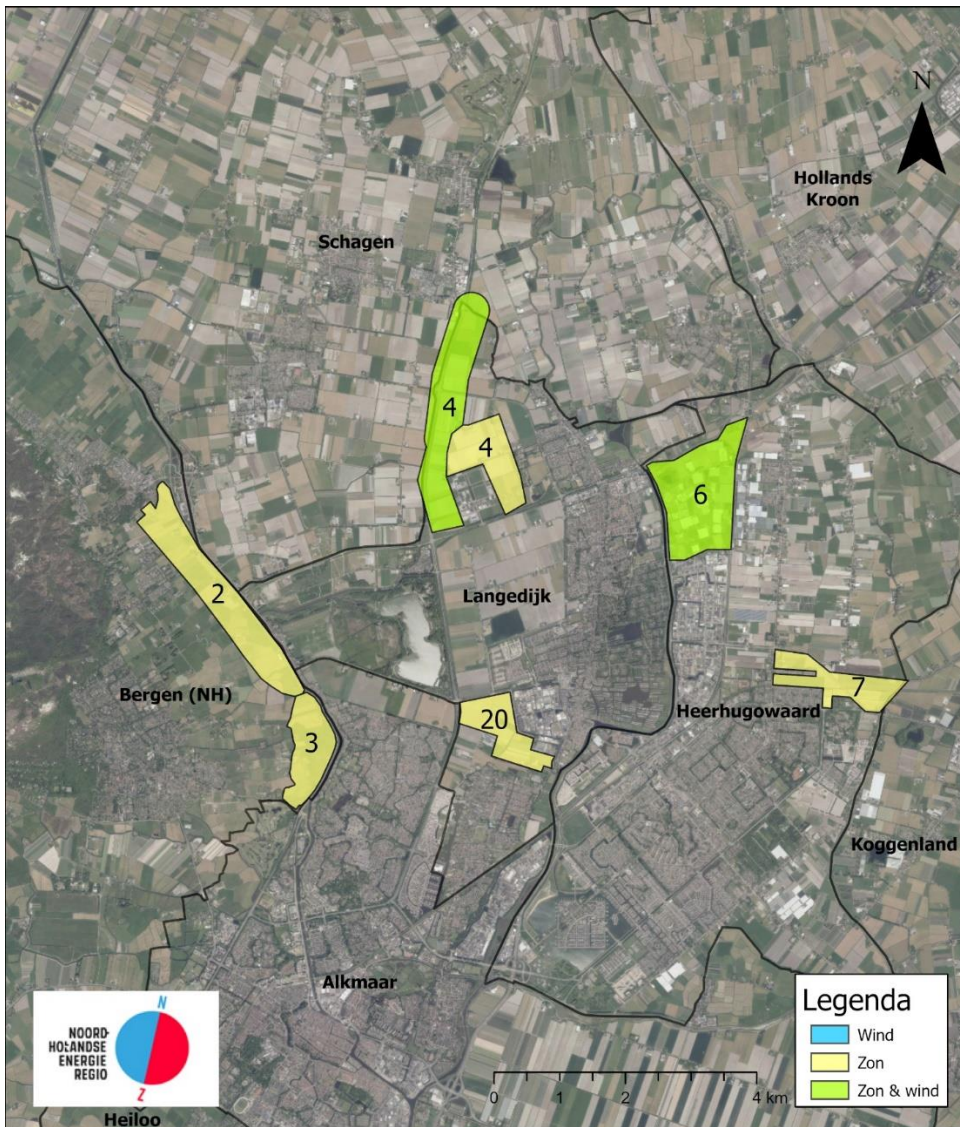 N
Hollands
Kroon
Schagen
4
4
6
2
Langedijk
Bergen (NH)
20
7
Heerhugowaard
3
Koggenland
Alkmaar
Legenda
Wind
Zon
Zon & wind
N
NOORD-
HOLLANDSE
ENERGIE
REGIO
Z
0 2 4 km
Heiloo